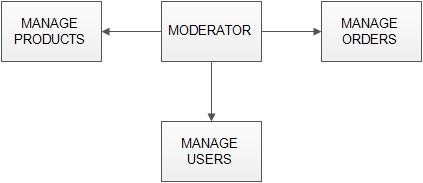 MANAGE
PRODUCTS
MODERATOR
MANAGE
ORDERS
MANAGE
USERS